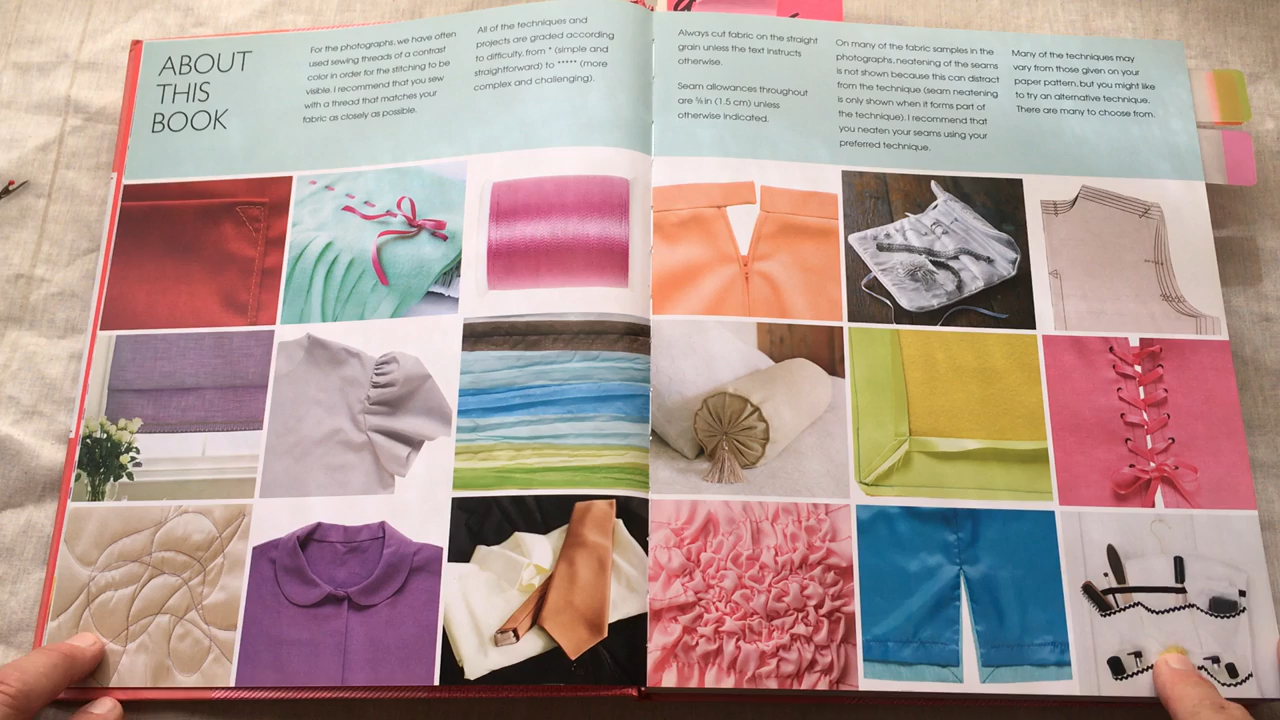 ABOUT
THIS
BOOK
For the photographs, we have often
used sewing threads of a contrast
color in order for the stitching to be
visible. I recommend that you sew
with a thread that matches your
fabric as closely as possible.
All of the techniques and
projects are graded according
to difficulty, from * (simple and
straightforward) to ***** (more
complex and challenging).
Always cut fabric on the straight
grain unless the text instructs
otherwise.
Seam allowances throughout
are ⅝in (1.5 cm) unless
otherwise indicated.
On many of the fabric samples in the
photographs, neatening of the seams
is not shown because this can distract
from the technique (seam neatening
is only shown when it forms part of
the technique). I recommend that
you neaten your seams using your
preferred technique.
Many of the techniques may
vary from those given on your
paper pattern, but you might like
to try an alternative technique.
There are many to choose from.